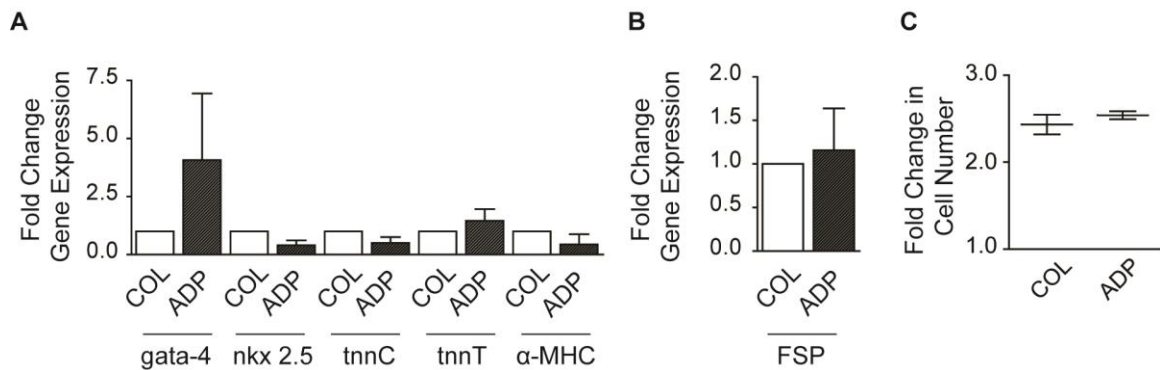 A
Fold Change
Gene Expression
7.5
5.0
2.5
0.0
COL ADP COL ADP COL ADP COL ADP COL ADP
gata-4 nkx 2.5 tnnC tnnT α-MHC
B
Fold Change
Gene Expression
2.0
1.5
1.0
0.5
0.0
COL ADP
FSP
C
Fold Change in
Cell Number
3.0
2.0
1.0
COL ADP